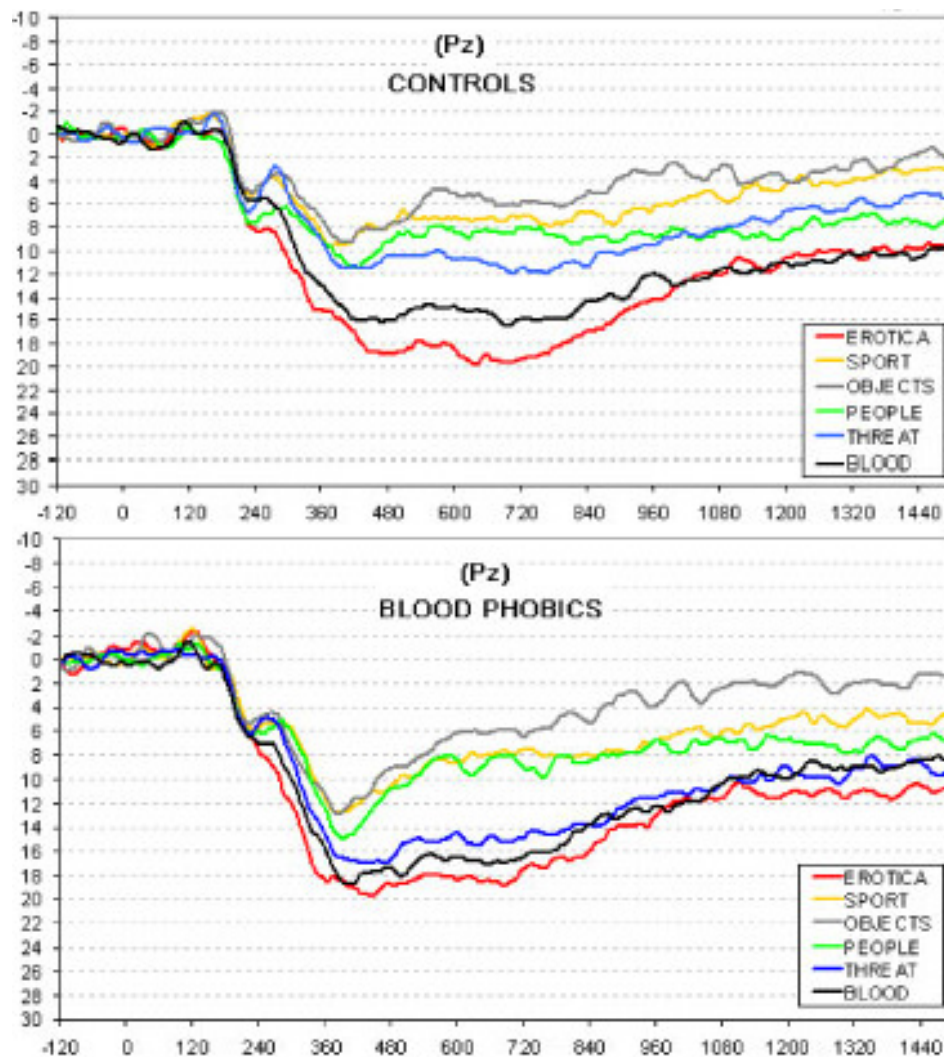 (Pz)
CONTROLS
-10
-8
-6
-4
-2
0
2
4
6
8
10
12
14
16
18
20
22
24
26
28
30
EROTICA
SPORT
OBJECTS
PEOPLE
THREAT
BLOOD
-120 0 120 240 360 480 600 720 840 960 1080 1200 1320 1440
(Pz)
BLOOD PHOBICS
-10
-8
-6
-4
-2
0
2
4
6
8
10
12
14
16
18
20
22
24
26
28
30
EROTICA
SPORT
OBJECTS
PEOPLE
THREAT
BLOOD
-120 0 120 240 360 480 600 720 840 960 1080 1200 1320 1440